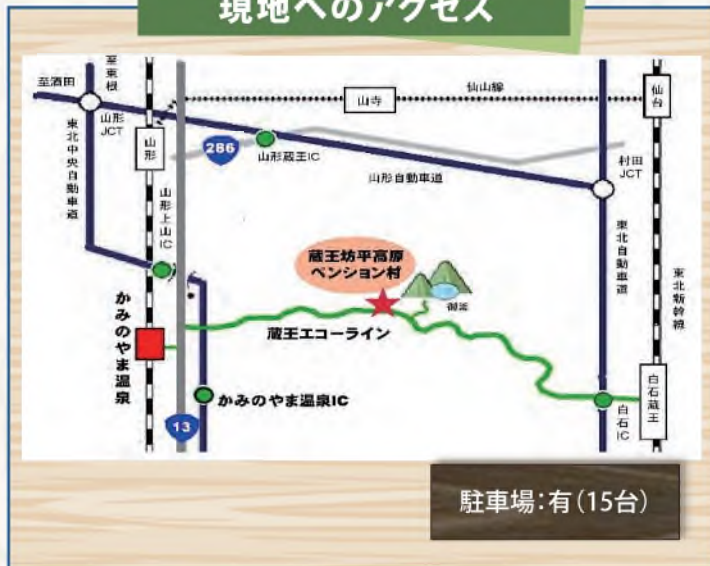 現地へのアクセス
至酒田
至東根
山形
JCT
東北中央自動車道
山形
286
山形蔵王IC
山寺
仙山線
仙台
山形自動車道
村田
JCT
山形上山IC
東北自動車道
東北新幹線
蔵王坊平高原
ペンション村
御釜
蔵王エコーライン
かみのやま温泉
かみのやま温泉IC
13
白石IC
白石蔵王
駐車場:有(15台)